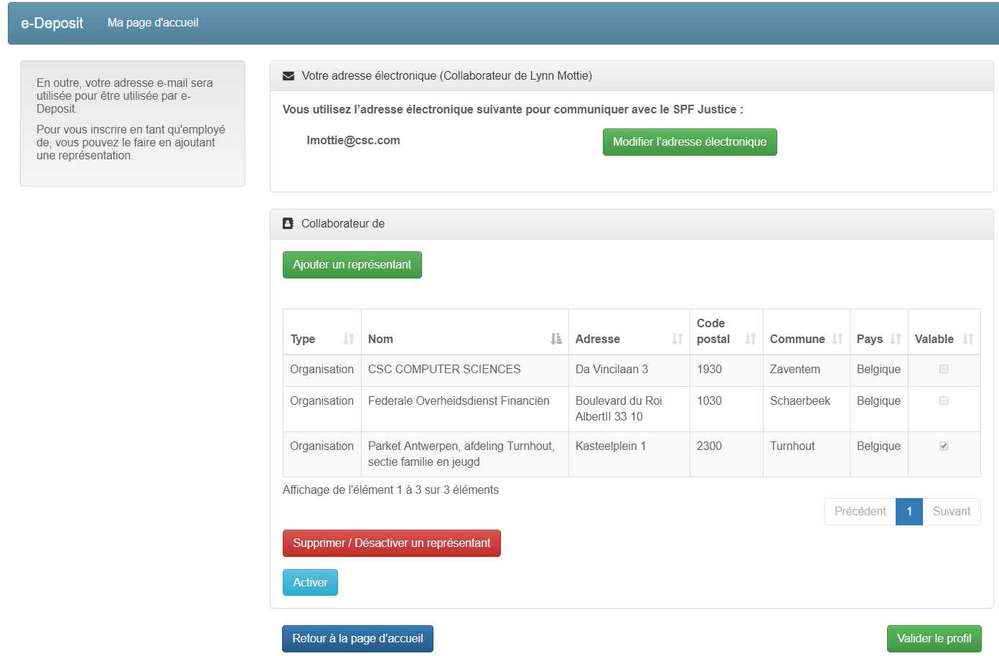 e-Deposit Ma page d'accueil
En outre, votre adresse e-mail sera
utilisée pour être utilisée par e-
Deposit.
Pour vous inscrire en tant qu'employé
de, vous pouvez le faire en ajoutant
une représentation.
Votre adresse électronique (Collaborateur de Lynn Mottie)
Vous utilisez l’adresse électronique suivante pour communiquer avec le SPF Justice :
lmottie@csc.com Modifier l’adresse électronique
Collaborateur de
Ajouter un représentant
Type Nom Adresse Code postal Commune Pays Valable
Organisation CSC COMPUTER SCIENCES Da Vincilaan 3 1930 Zaventem Belgique
Organisation Federale Overheidsdienst Financiën Boulevard du Roi 1030 Schaerbeek Belgique
AlbertII 33 10
Organisation Parket Antwerpen, afdeling Turnhout, Kasteelplein 1 2300 Turnhout Belgique
sectie familie en jeugd
Affichage de l'élément 1 à 3 sur 3 éléments
Précédent 1 Suivant
Supprimer / Désactiver un représentant
Activer
Retour à la page d’accueil Valider le profil